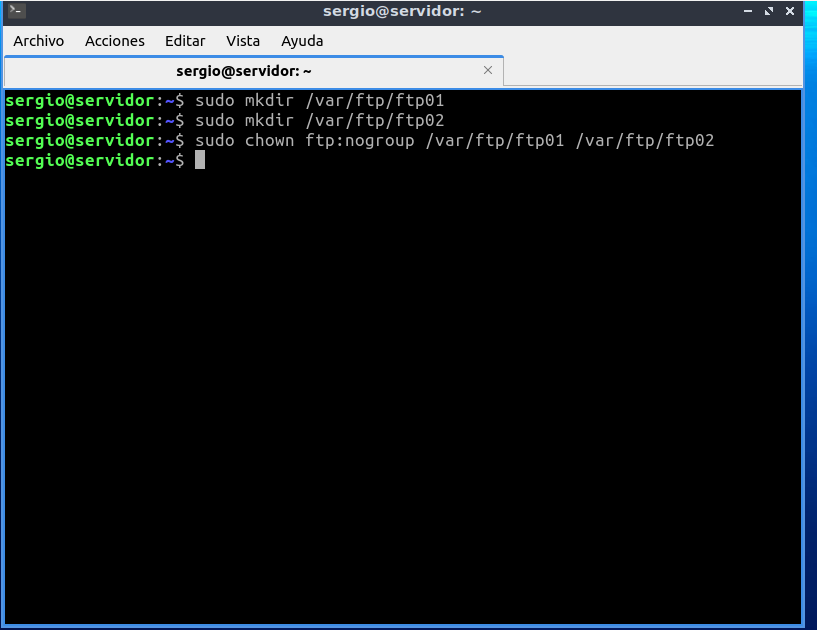 sergio@servidor: ~
Archivo Acciones Editar Vista Ayuda
sergio@servidor: ~
sergio@servidor:~$ sudo mkdir /var/ftp/ftp01
sergio@servidor:~$ sudo mkdir /var/ftp/ftp02
sergio@servidor:~$ sudo chown ftp:nogroup /var/ftp/ftp01 /var/ftp/ftp02
sergio@servidor:~$